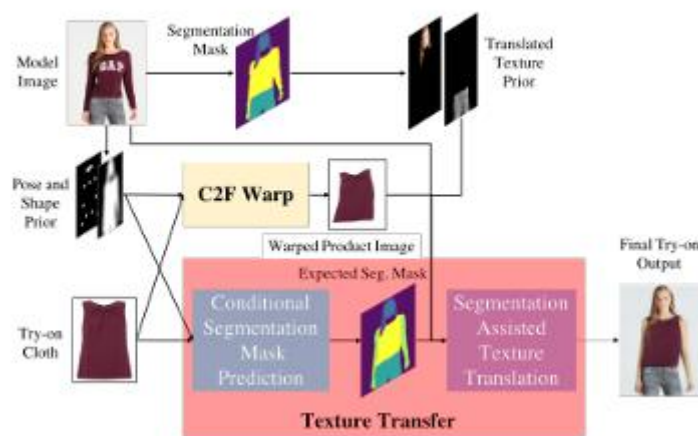 Segmentation
Mask
Model
Image
GAP
Translated
Texture
Prior
Pose and
Shape
Prior
C2F Warp
Warped Product Image
Final Try-on
Output
Expected Seg. Mask
Try-on
Cloth
Conditional
Segmentation
Mask
Prediction
Segmentation
Assisted
Texture
Translation
Texture Transfer